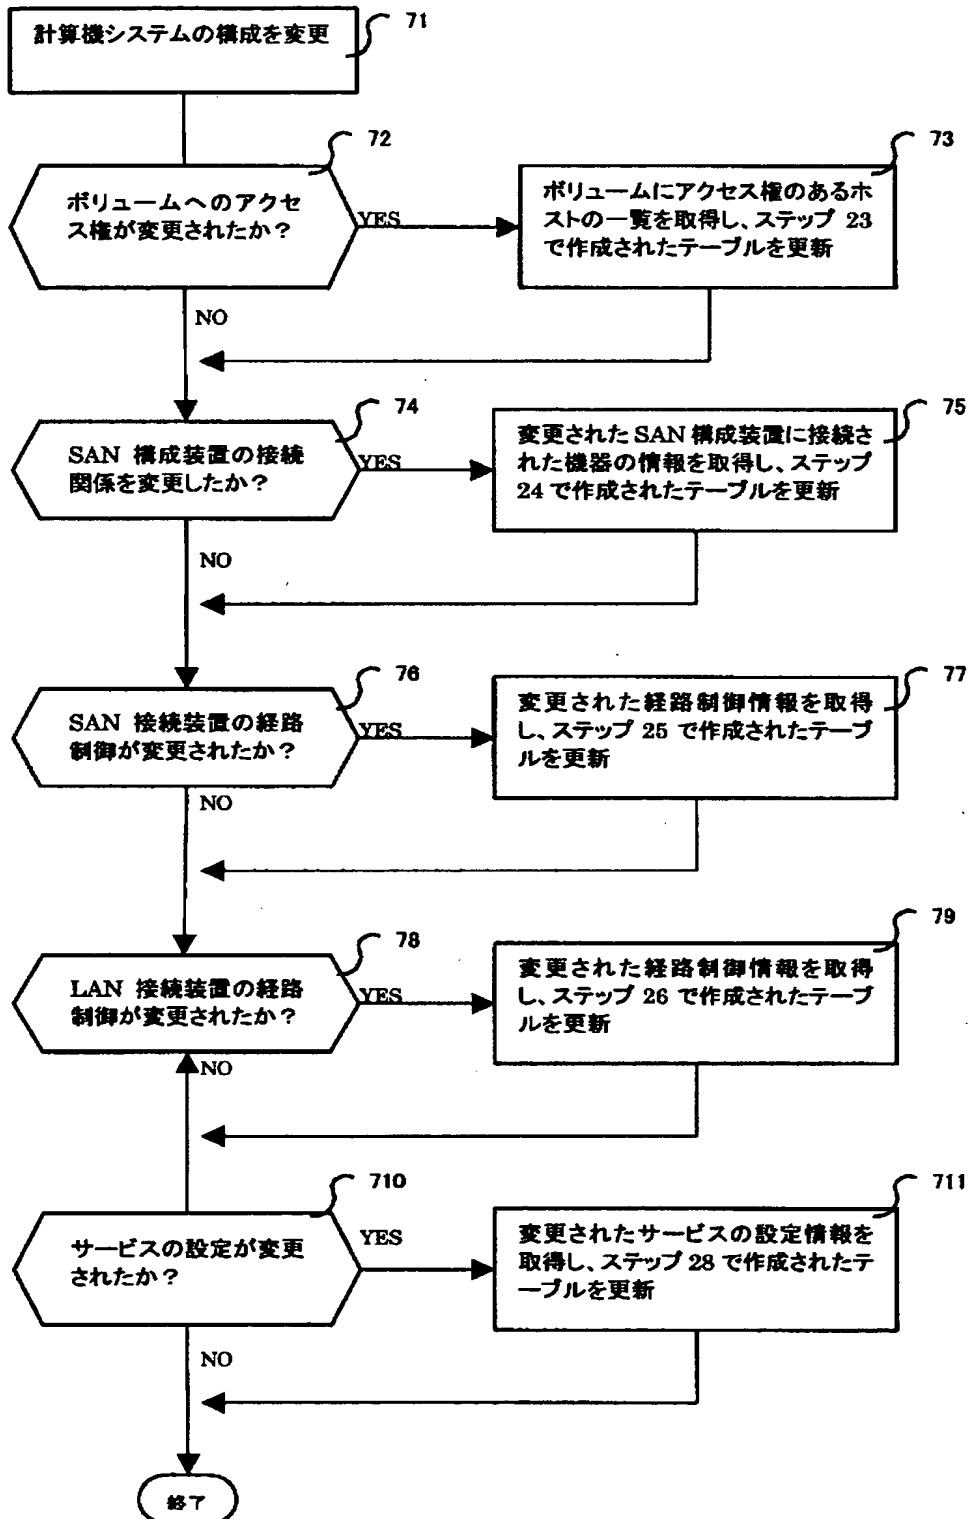 計算機システムの構成を変更
71
72
ボリュームへのアクセ
ス権が変更されたか?
YES
NO
73
ボリュームにアクセス権のあるホ
ストの一覧を取得し、ステップ 23
で作成されたテーブルを更新
74
SAN 構成装置の接続
関係を変更したか?
YES
NO
75
変更された SAN 構成装置に接続さ
れた機器の情報を取得し、ステップ
24 で作成されたテーブルを更新
76
SAN 接続装置の経路
制御が変更されたか?
YES
NO
77
変更された経路制御情報を取得
し、ステップ 25 で作成されたテーブ
ルを更新
78
LAN 接続装置の経路
制御が変更されたか?
YES
NO
79
変更された経路制御情報を取得
し、ステップ 26 で作成されたテーブ
ルを更新
710
サービスの設定が変更
されたか?
YES
NO
711
変更されたサービスの設定情報を
取得し、ステップ 28 で作成されたテ
ーブルを更新
終了